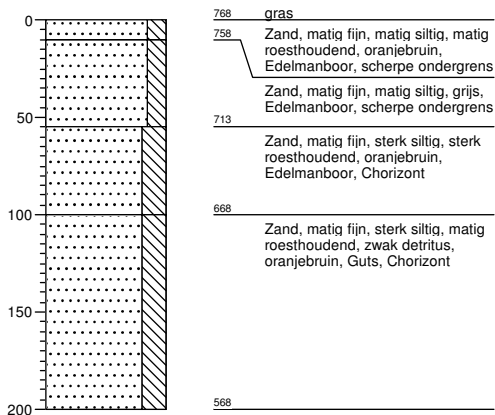 0
50
100
150
200
768
gras
758
Zand, matig fijn, matig siltig, matig
roesthoudend, oranjebruin,
Edelmanboor, scherpe ondergrens
Zand, matig fijn, matig siltig, grijs,
Edelmanboor, scherpe ondergrens
713
Zand, matig fijn, sterk siltig, sterk
roesthoudend, oranjebruin,
Edelmanboor, Chorizont
668
Zand, matig fijn, sterk siltig, matig
roesthoudend, zwak detritus,
oranjebruin, Guts, Chorizont
568